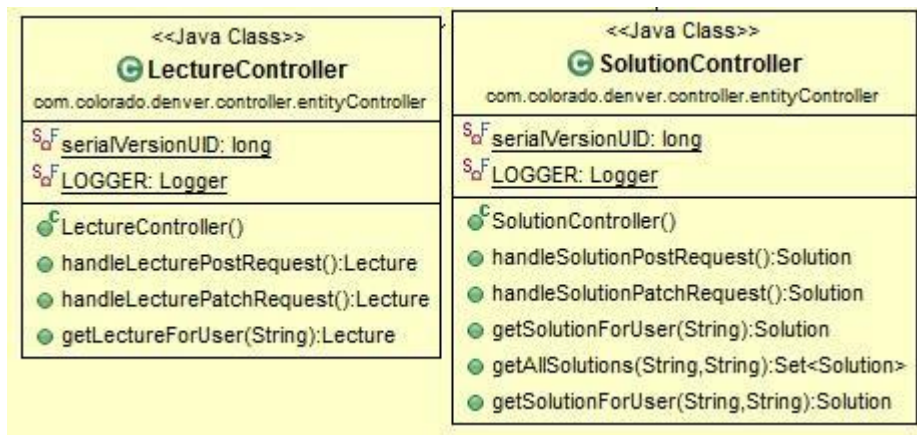 <<Java Class>>
C LectureController
com.colorado.denver.controller.entityController
S F serialVersionUID: long
S F LOGGER: Logger
C LectureController()
handleLecturePostRequest():Lecture
handleLecturePatchRequest():Lecture
getLectureForUser(String):Lecture
<<Java Class>>
C SolutionController
com.colorado.denver.controller.entityController
S F serialVersionUID: long
S F LOGGER: Logger
C SolutionController()
handleSolutionPostRequest():Solution
handleSolutionPatchRequest():Solution
getSolutionForUser(String):Solution
getAllSolutions(String,String):Set<Solution>
getSolutionForUser(String,String):Solution